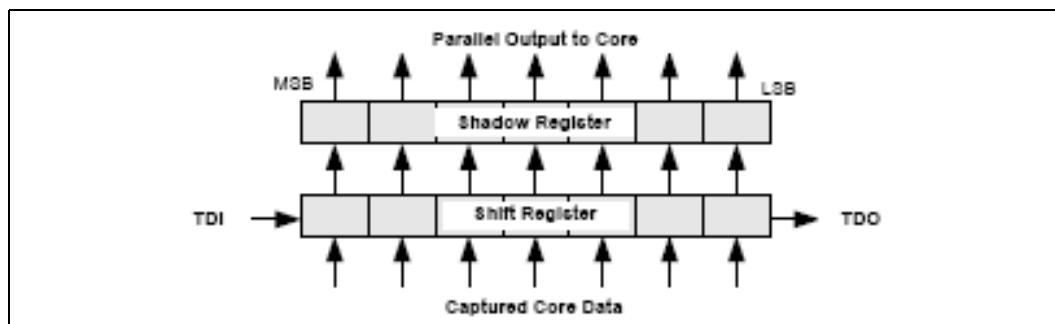 Parallel Output to Core
MSB
LSB
Shadow Register
TDI
Shift Register
TDO
Captured Core Data